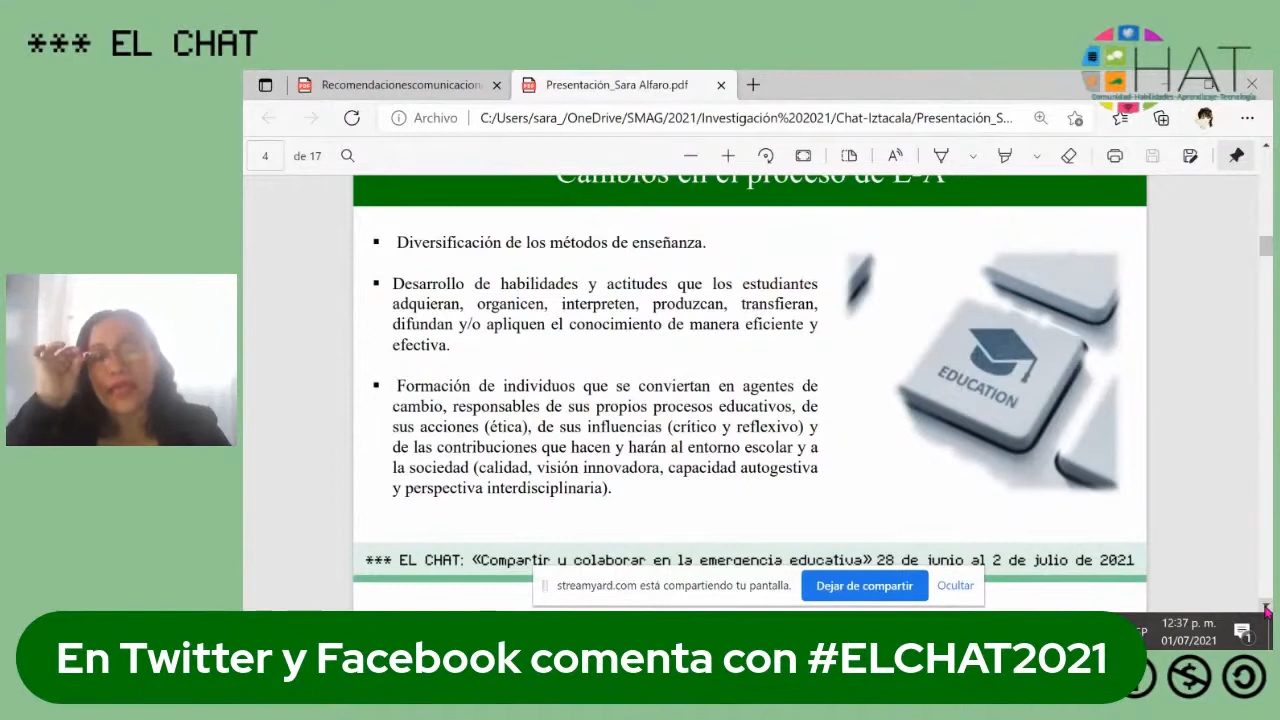 *** EL CHAT
HAT
Comunidad· Habilidades· Aprendizaje· Tecnología
Recomendacionescomunicacion
Presentación_Sara Alfaro.pdf
Archivo
C:/Users/sara_/OneDrive/SMAG/2021/Investigación%202021/Chat-Iztacala/Presentación_S...
4 de 17
Cambios en el proceso de E-A
▪ Diversificación de los métodos de enseñanza.
▪ Desarrollo de habilidades y actitudes que los estudiantes
adquieran, organicen, interpreten, produzcan, transfieran,
difundan y/o apliquen el conocimiento de manera eficiente y
efectiva.
▪ Formación de individuos que se conviertan en agentes de
cambio, responsables de sus propios procesos educativos, de
sus acciones (ética), de sus influencias (crítico y reflexivo) y
de las contribuciones que hacen y harán al entorno escolar y a
la sociedad (calidad, visión innovadora, capacidad autogestiva
y perspectiva interdisciplinaria).
EDUCATION
*** EL CHAT: «Compartir y colaborar en la emergencia educativa» 28 de junio al 2 de julio de 2021
streamyard.com está compartiendo tu pantalla.
Dejar de compartir
Ocultar
12:37 p. m.
01/07/2021
1
En Twitter y Facebook comenta con #ELCHAT2021